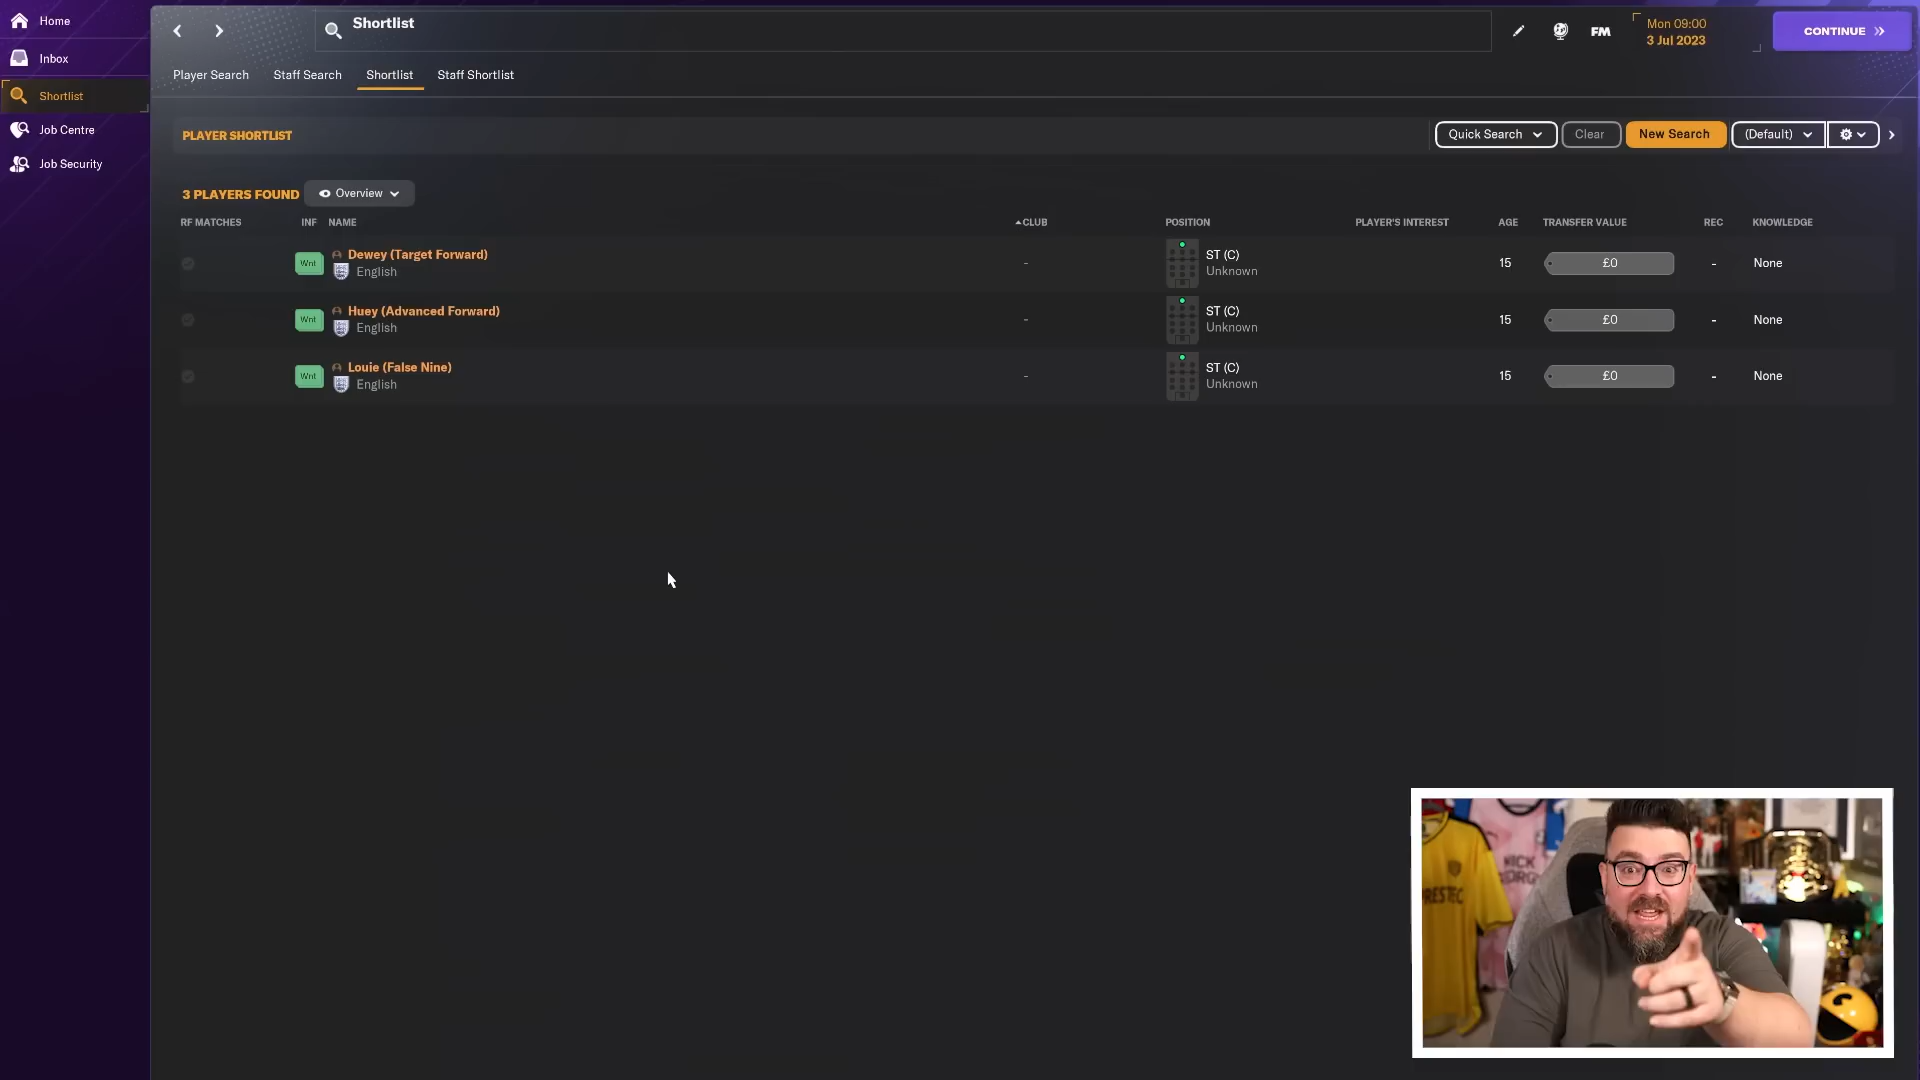 Home
Inbox
Shortlist
Job Centre
Job Security
Shortlist
FM
Mon 09:00
3 Jul 2023
CONTINUE
Player Search
Staff Search
Shortlist
Staff Shortlist
PLAYER SHORTLIST
Quick Search
Clear
New Search
(Default)
3 PLAYERS FOUND
Overview
RF MATCHES INF NAME CLUB POSITION PLAYER'S INTEREST AGE TRANSFER VALUE REC KNOWLEDGE
Wnt Dewey (Target Forward) - ST (C) 15 £0 - None
English Unknown
Wnt Huey (Advanced Forward) - ST (C) 15 £0 - None
English Unknown
Wnt Louie (False Nine) - ST (C) 15 £0 - None
English Unknown